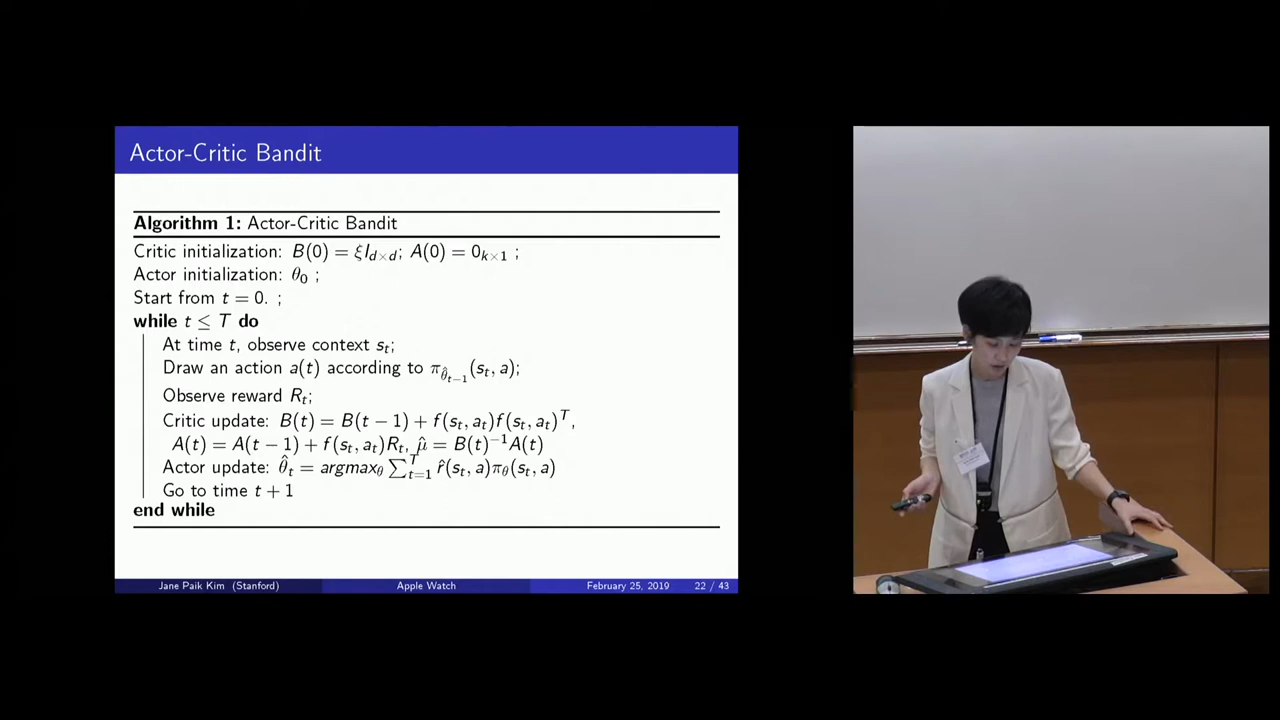 Actor-Critic Bandit
Algorithm 1: Actor-Critic Bandit
Critic initialization: B(0) = ξI_{d×d}; A(0) = 0_{k×1} ;
Actor initialization: θ_0 ;
Start from t = 0. ;
while t ≤ T do
At time t, observe context s_t;
Draw an action a(t) according to π_{θ̂_{t−1}}(s_t, a);
Observe reward R_t;
Critic update: B(t) = B(t − 1) + f(s_t, a_t)f(s_t, a_t)^T,
A(t) = A(t − 1) + f(s_t, a_t)R_t, μ̂ = B(t)^{−1}A(t)
Actor update: θ̂_t = argmax_θ ∑_{t=1}^T r̂(s_t, a)π_θ(s_t, a)
Go to time t + 1
end while
Jane Paik Kim (Stanford) Apple Watch February 25, 2019 22 / 43